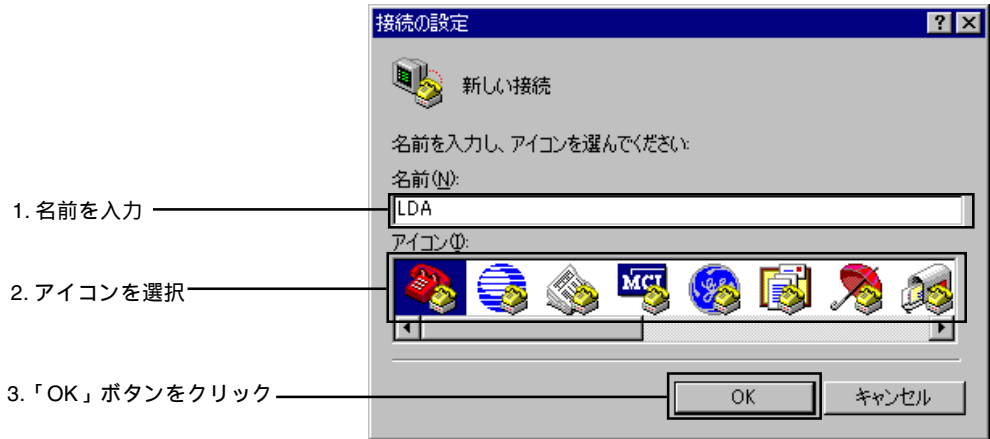 接続の設定
新しい接続
名前を入力し、アイコンを選んでください:
名前(N):
1. 名前を入力
LDA
アイコン(I):
2. アイコンを選択
MCI
3.「OK」ボタンをクリック
OK
キャンセル